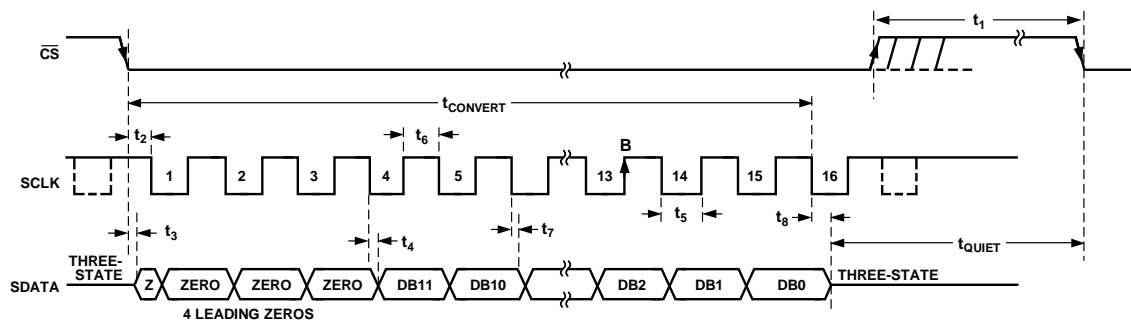 t1
CS
tCONVERT
t2
t6
B
SCLK
1 2 3 4 5 13 14 15 16
t3
t4
t7
t5
t8
tQUIET
THREE-
STATE
THREE-STATE
SDATA
Z ZERO ZERO ZERO DB11 DB10 DB2 DB1 DB0
4 LEADING ZEROS